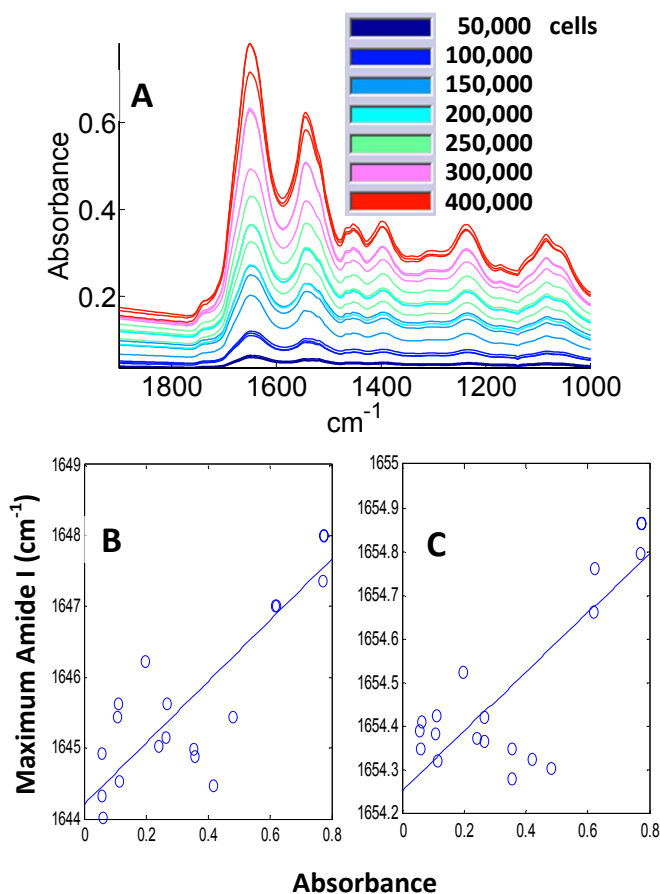 50,000 cells
100,000
150,000
200,000
250,000
300,000
400,000
A
Absorbance
0.6
0.4
0.2
1800 1600 1400 1200 1000
cm-1
B
Maximum Amide I (cm-1)
1649
1648
1647
1646
1645
1644
0 0.2 0.4 0.6 0.8
C
1655
1654.9
1654.8
1654.7
1654.6
1654.5
1654.4
1654.3
1654.2
0 0.2 0.4 0.6 0.8
Absorbance